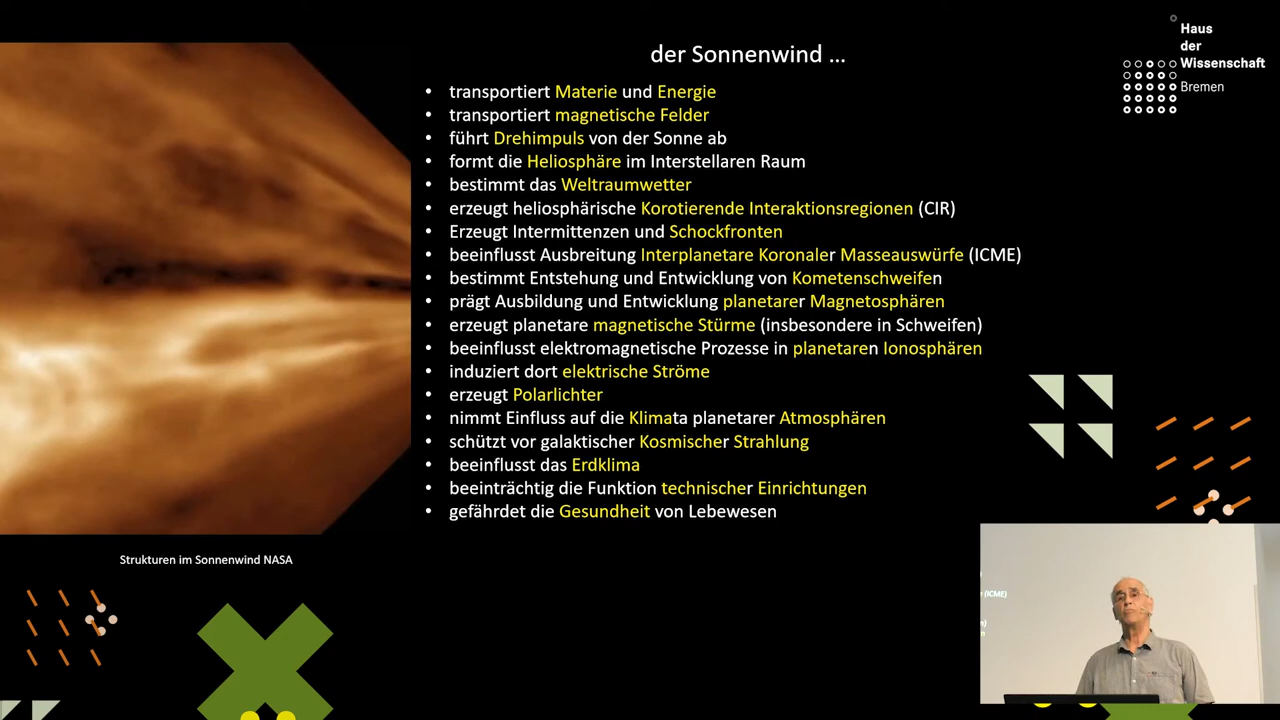 der Sonnenwind ...
Haus
der
Wissenschaft
Bremen
• transportiert Materie und Energie
• transportiert magnetische Felder
• führt Drehimpuls von der Sonne ab
• formt die Heliosphäre im Interstellaren Raum
• bestimmt das Weltraumwetter
• erzeugt heliosphärische Korotierende Interaktionsregionen (CIR)
• Erzeugt Intermittenzen und Schockfronten
• beeinflusst Ausbreitung Interplanetare Koronaler Masseauswürfe (ICME)
• bestimmt Entstehung und Entwicklung von Kometenschweifen
• prägt Ausbildung und Entwicklung planetarer Magnetosphären
• erzeugt planetare magnetische Stürme (insbesondere in Schweifen)
• beeinflusst elektromagnetische Prozesse in planetaren Ionosphären
• induziert dort elektrische Ströme
• erzeugt Polarlichter
• nimmt Einfluss auf die Klimata planetarer Atmosphären
• schützt vor galaktischer Kosmischer Strahlung
• beeinflusst das Erdklima
• beeinträchtig die Funktion technischer Einrichtungen
• gefährdet die Gesundheit von Lebewesen
Strukturen im Sonnenwind NASA
(ICME)